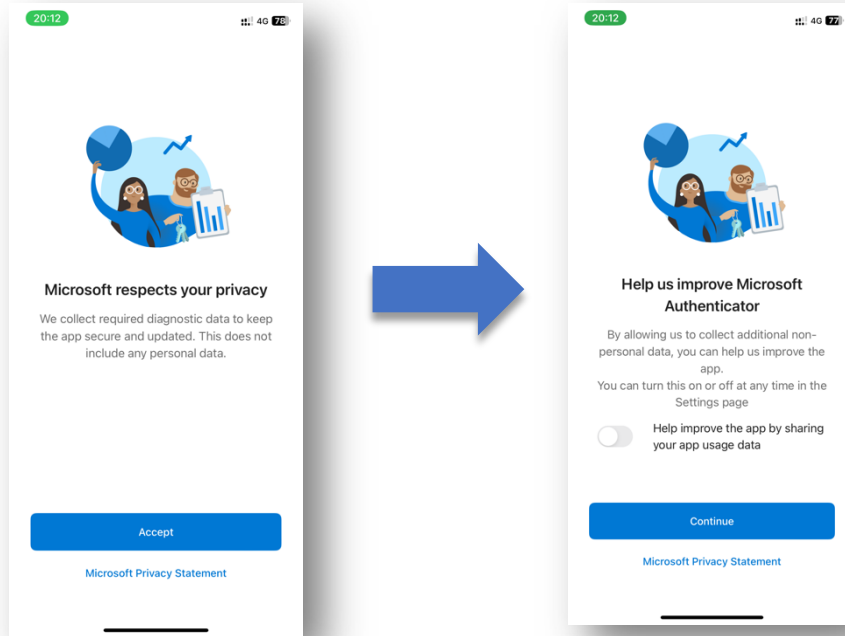 20:12
4G 78
Microsoft respects your privacy
We collect required diagnostic data to keep
the app secure and updated. This does not
include any personal data.
Accept
Microsoft Privacy Statement
20:12
4G 77
Help us improve Microsoft
Authenticator
By allowing us to collect additional non-
personal data, you can help us improve the
app.
You can turn this on or off at any time in the
Settings page
Help improve the app by sharing
your app usage data
Continue
Microsoft Privacy Statement